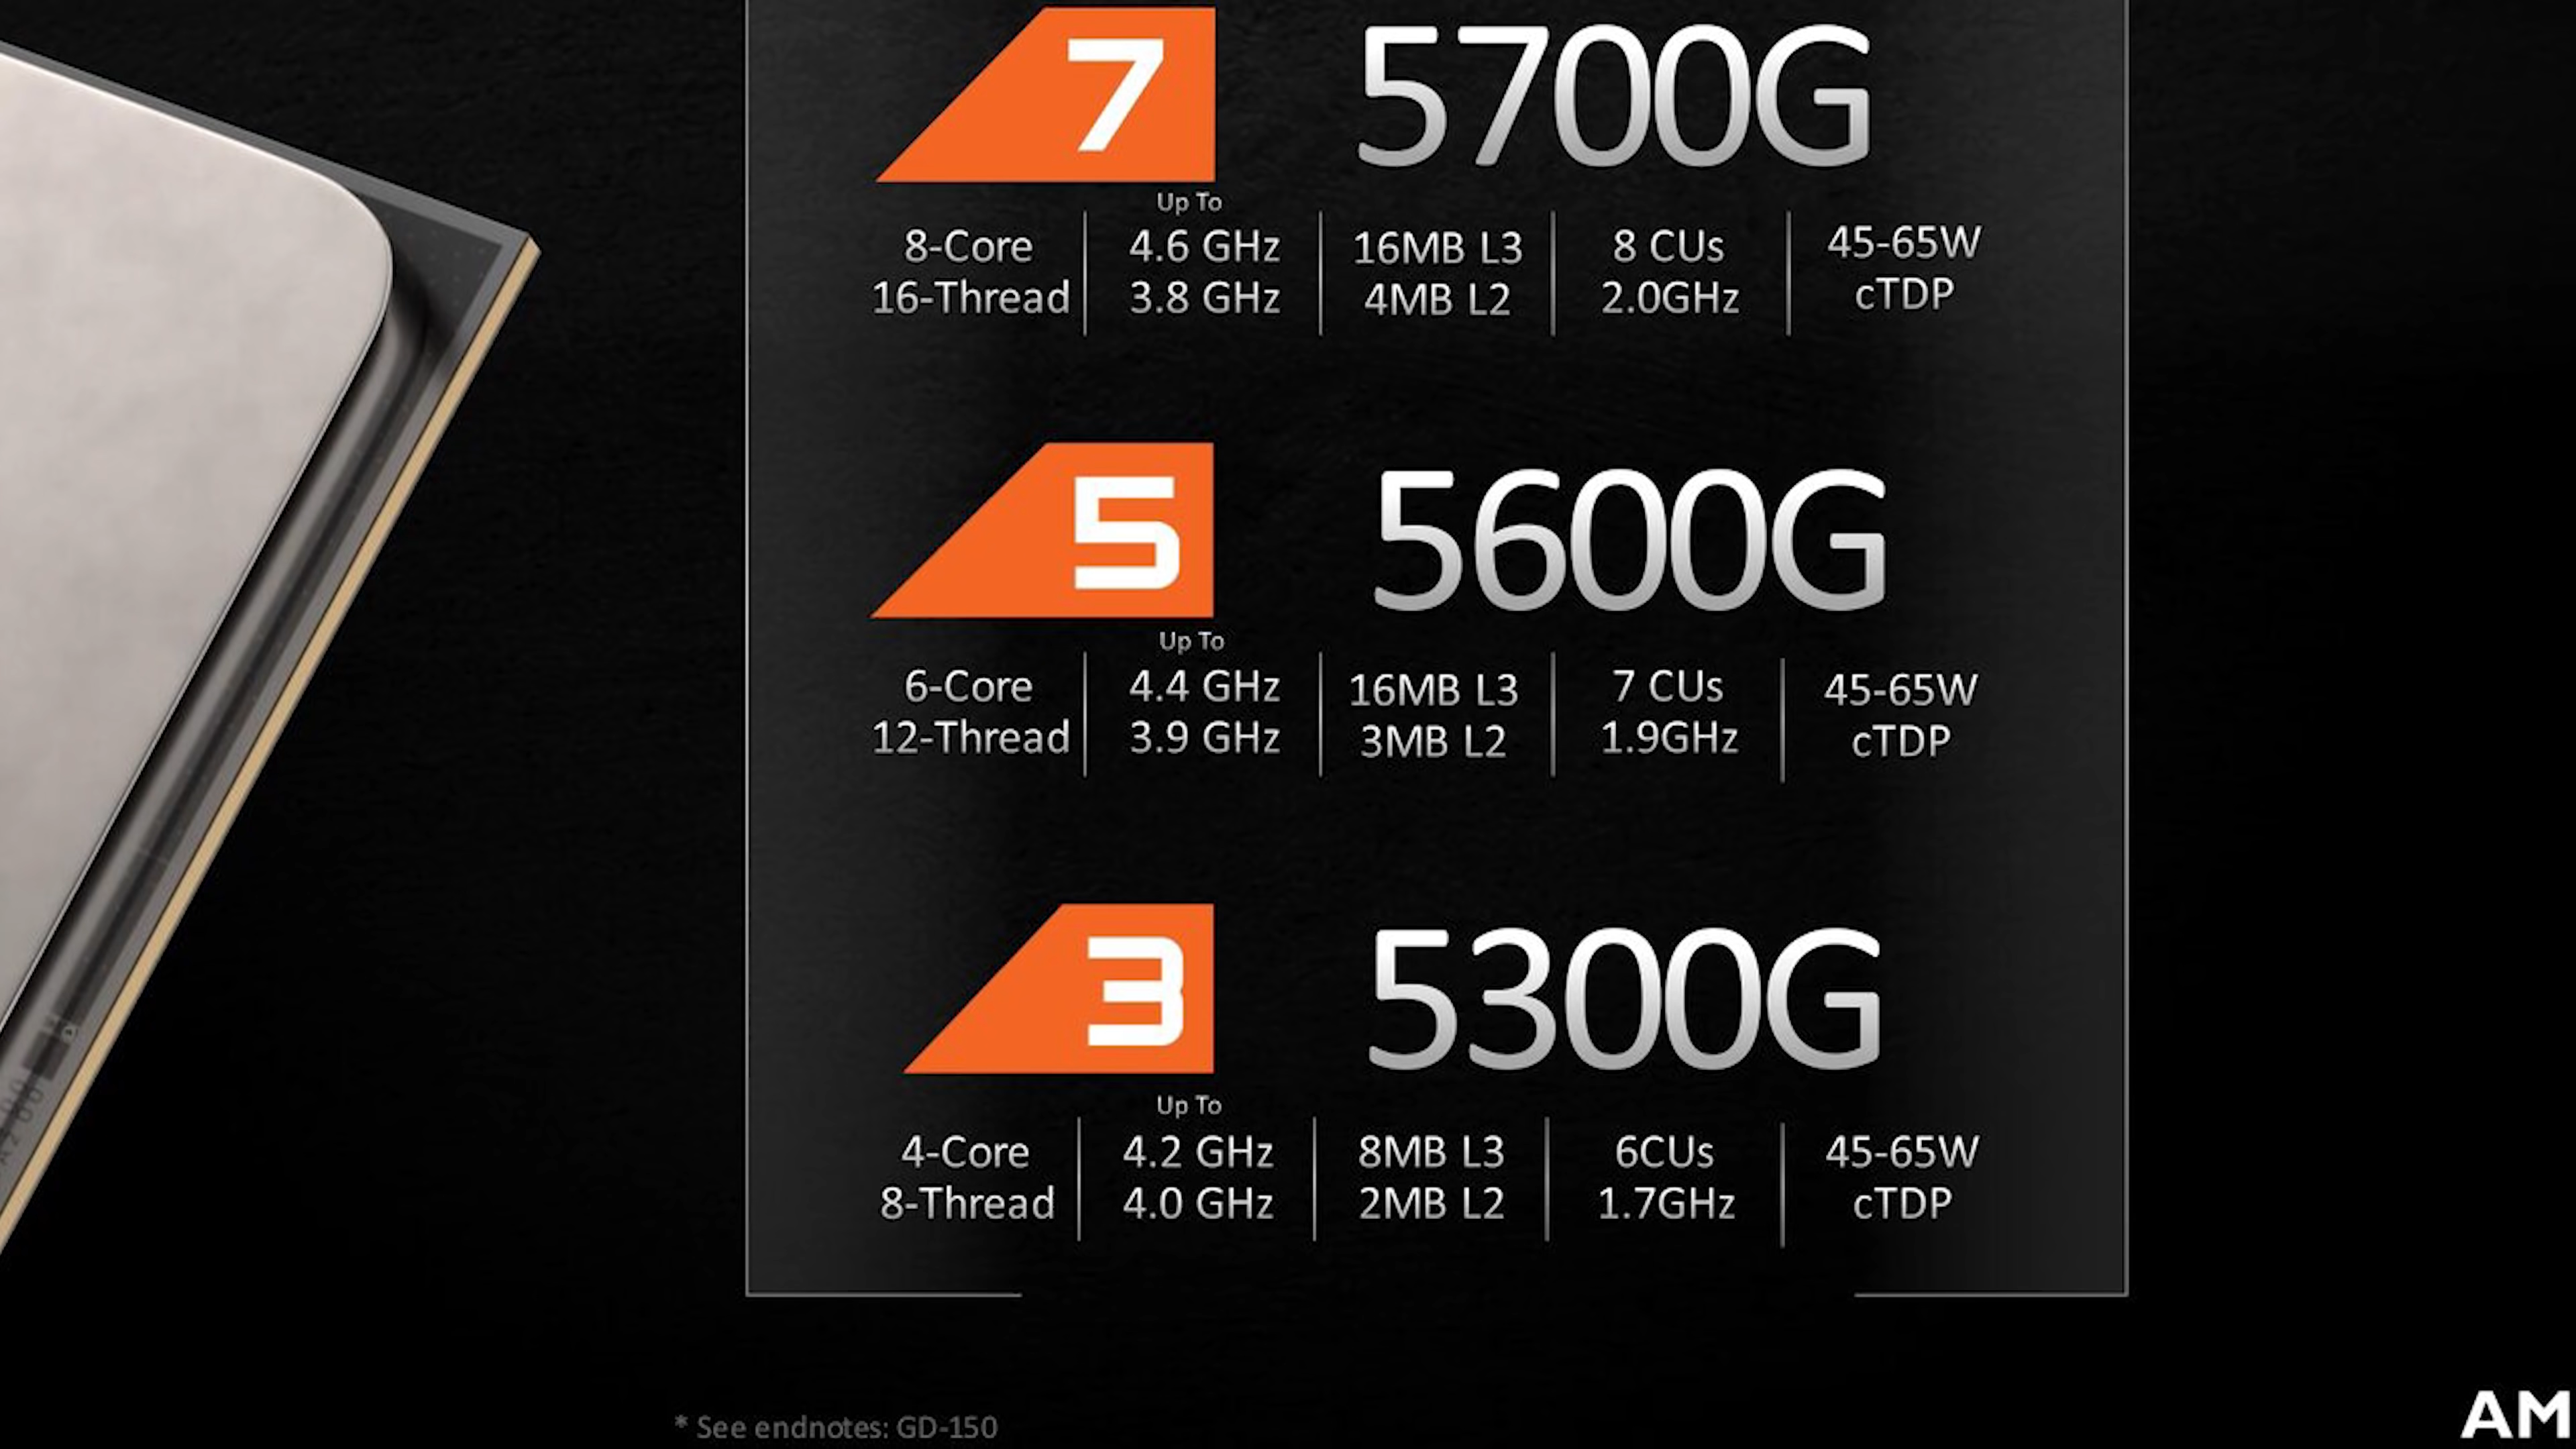 7 5700G
Up To
8-Core 4.6 GHz 16MB L3 8 CUs 45-65W
16-Thread 3.8 GHz 4MB L2 2.0GHz cTDP
5 5600G
Up To
6-Core 4.4 GHz 16MB L3 7 CUs 45-65W
12-Thread 3.9 GHz 3MB L2 1.9GHz cTDP
3 5300G
Up To
4-Core 4.2 GHz 8MB L3 6CUs 45-65W
8-Thread 4.0 GHz 2MB L2 1.7GHz cTDP
* See endnotes: GD-150
AM